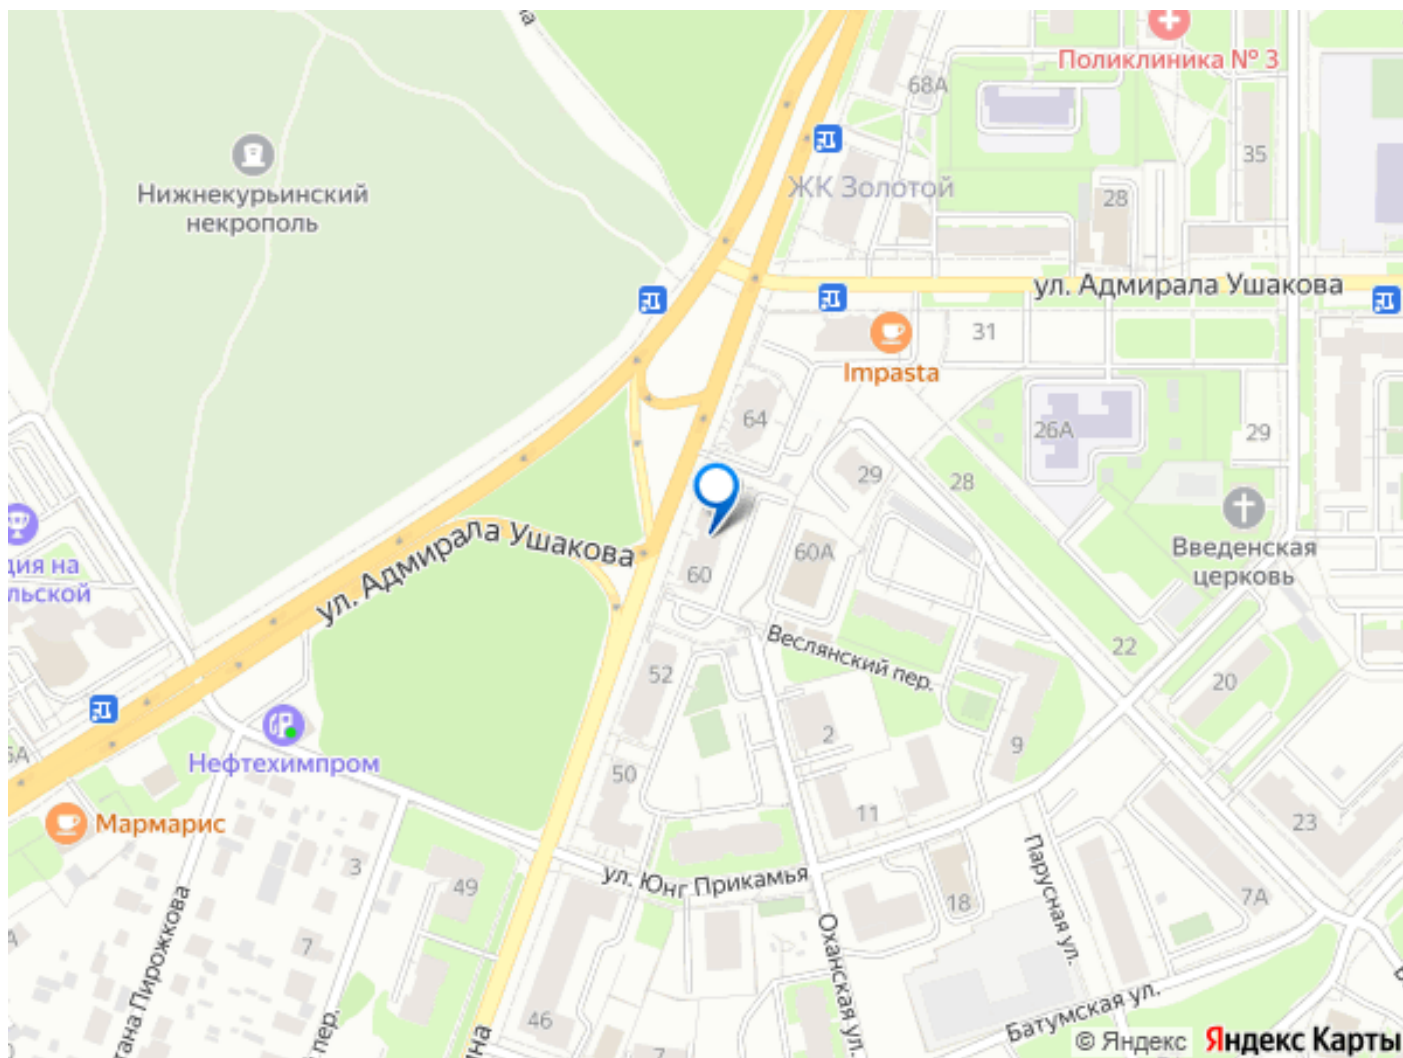 Поликлиника № 3
68А
35
Нижнекурьинский
некрополь
ЖК Золотой
28
ул. Адмирала Ушакова
31
Impasta
64
26А
29
29
28
60А
Введенская
церковь
ул. Адмирала Ушакова
60
Веслянский пер.
22
52
20
2
9
Нефтехимпром
50
11
23
Мармарис
3
49
ул. Юнг Прикамья
18
7А
7
Парусная ул.
Оханская ул.
46
Батумская ул.
пер.
7
© Яндекс
Яндекс Карты